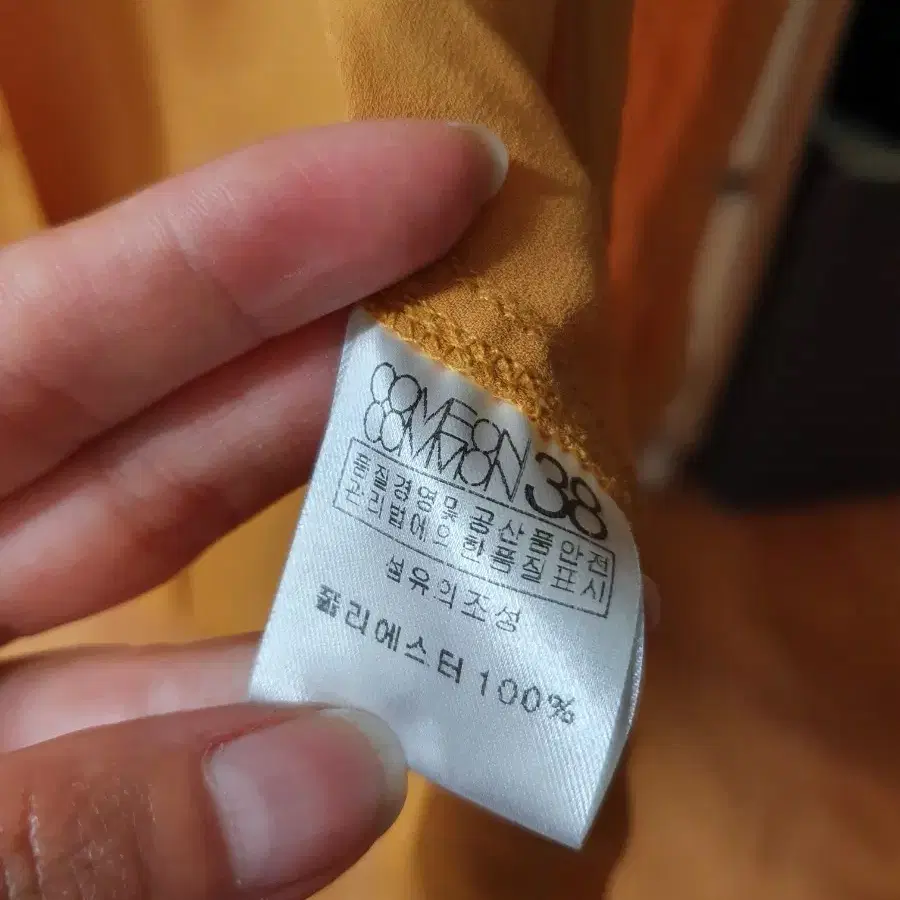 COME ON
COMMON 38
품질경영 및 공산품안전
관리법에 의한 품질표시
섬유의조성
폴리에스터 100%